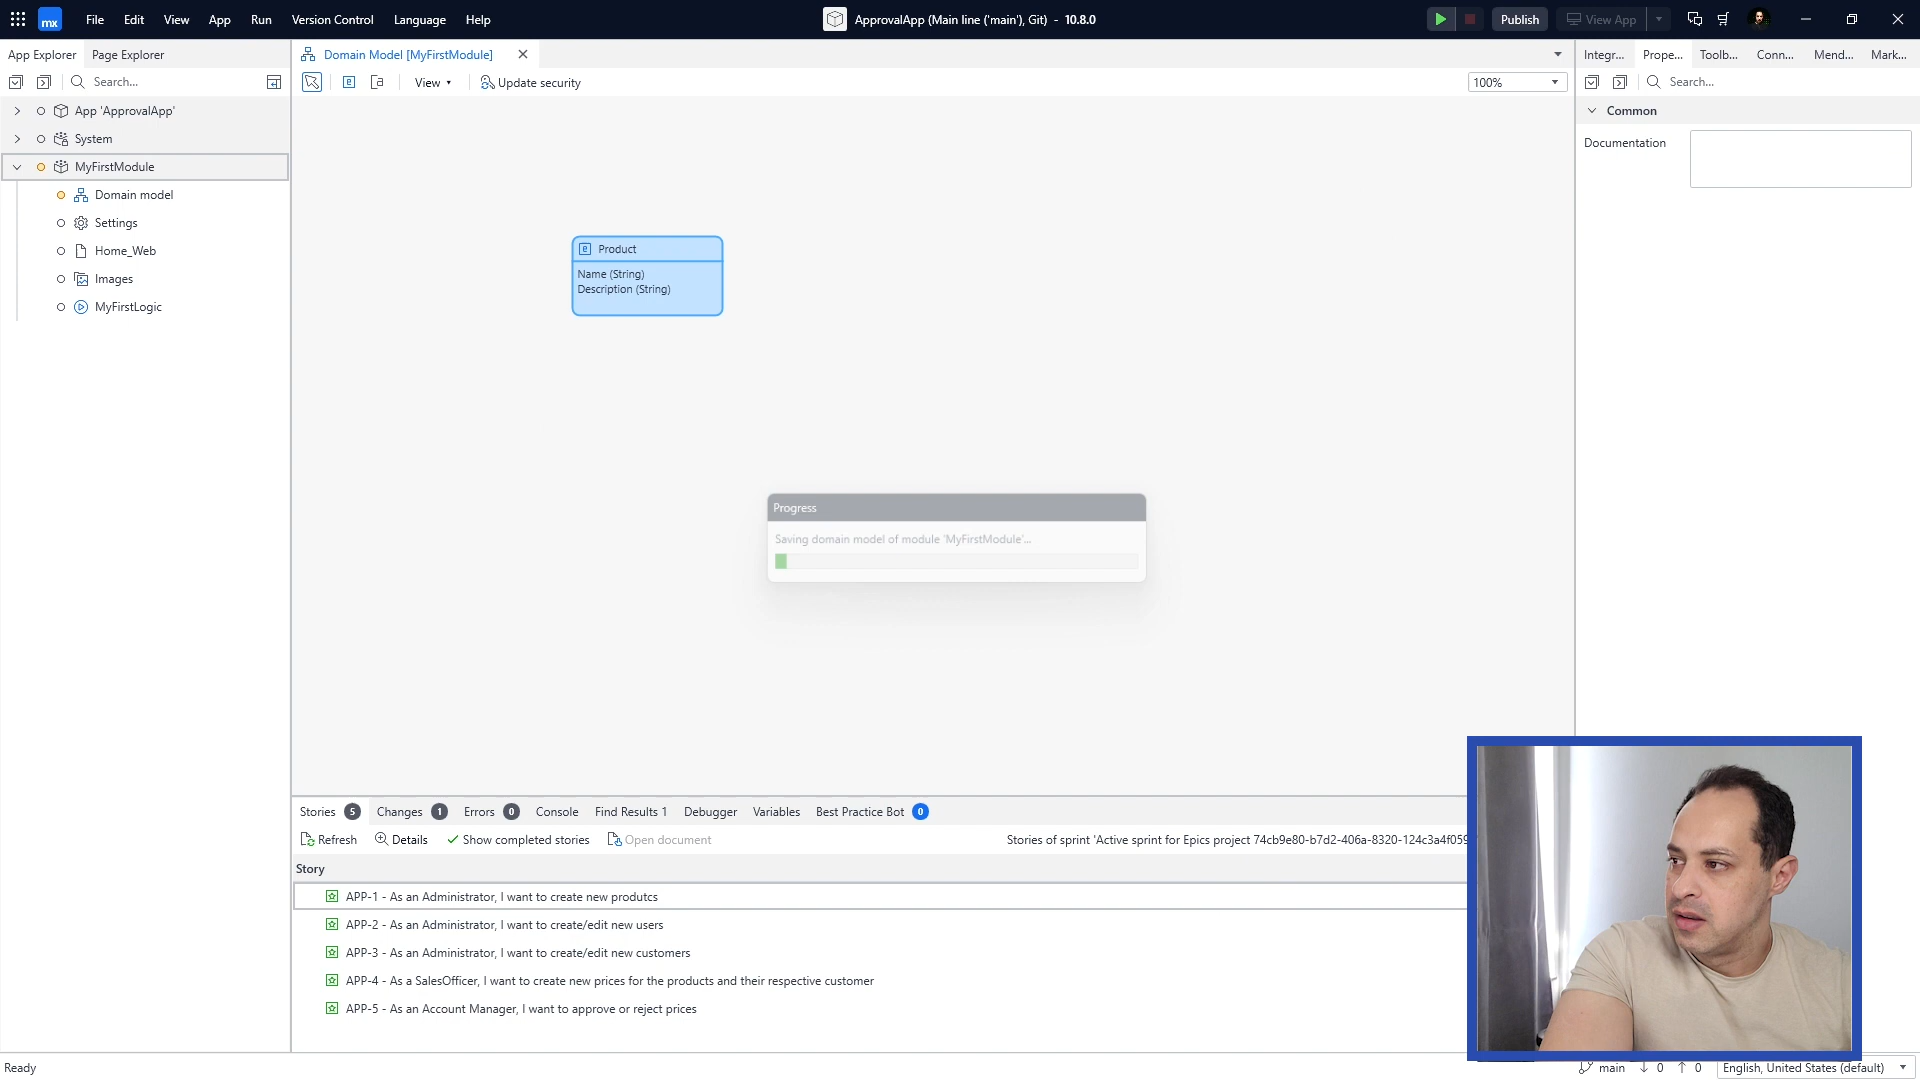 mx File Edit View App Run Version Control Language Help
ApprovalApp (Main line ('main'), Git) - 10.8.0
Publish View App
App Explorer Page Explorer
Domain Model [MyFirstModule]
Integr... Prope... Toolb... Conn... Mend... Mark...
Search...
View Update security
100%
Search...
App 'ApprovalApp'
System
MyFirstModule
Domain model
Settings
Home_Web
Images
MyFirstLogic
Common
Documentation
Product
Name (String)
Description (String)
Progress
Saving domain model of module 'MyFirstModule'...
Stories 5 Changes 1 Errors 0 Console Find Results 1 Debugger Variables Best Practice Bot 0
Refresh Details Show completed stories Open document
Stories of sprint 'Active sprint for Epics project 74cb9e80-b7d2-406a-8320-124c3a4f059
Story
APP-1 - As an Administrator, I want to create new produtcs
APP-2 - As an Administrator, I want to create/edit new users
APP-3 - As an Administrator, I want to create/edit new customers
APP-4 - As a SalesOfficer, I want to create new prices for the products and their respective customer
APP-5 - As an Account Manager, I want to approve or reject prices
Ready
main 0 0 English, United States (default)